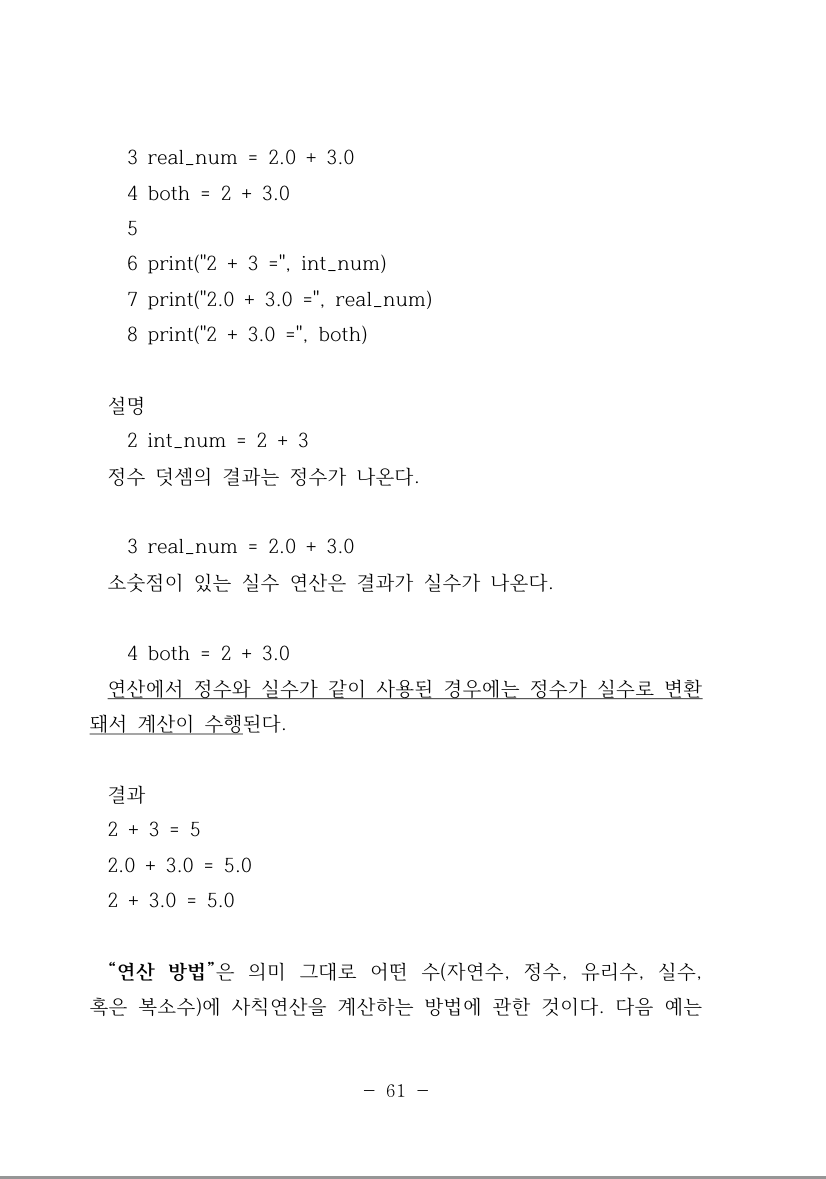 3 real_num = 2.0 + 3.0
4 both = 2 + 3.0
5
6 print("2 + 3 =", int_num)
7 print("2.0 + 3.0 =", real_num)
8 print("2 + 3.0 =", both)
설명
2 int_num = 2 + 3
정수 덧셈의 결과는 정수가 나온다.
3 real_num = 2.0 + 3.0
소숫점이 있는 실수 연산은 결과가 실수가 나온다.
4 both = 2 + 3.0
연산에서 정수와 실수가 같이 사용된 경우에는 정수가 실수로 변환
돼서 계산이 수행된다.
결과
2 + 3 = 5
2.0 + 3.0 = 5.0
2 + 3.0 = 5.0
“연산 방법”은 의미 그대로 어떤 수(자연수, 정수, 유리수, 실수,
혹은 복소수)에 사칙연산을 계산하는 방법에 관한 것이다. 다음 예는
- 61 -